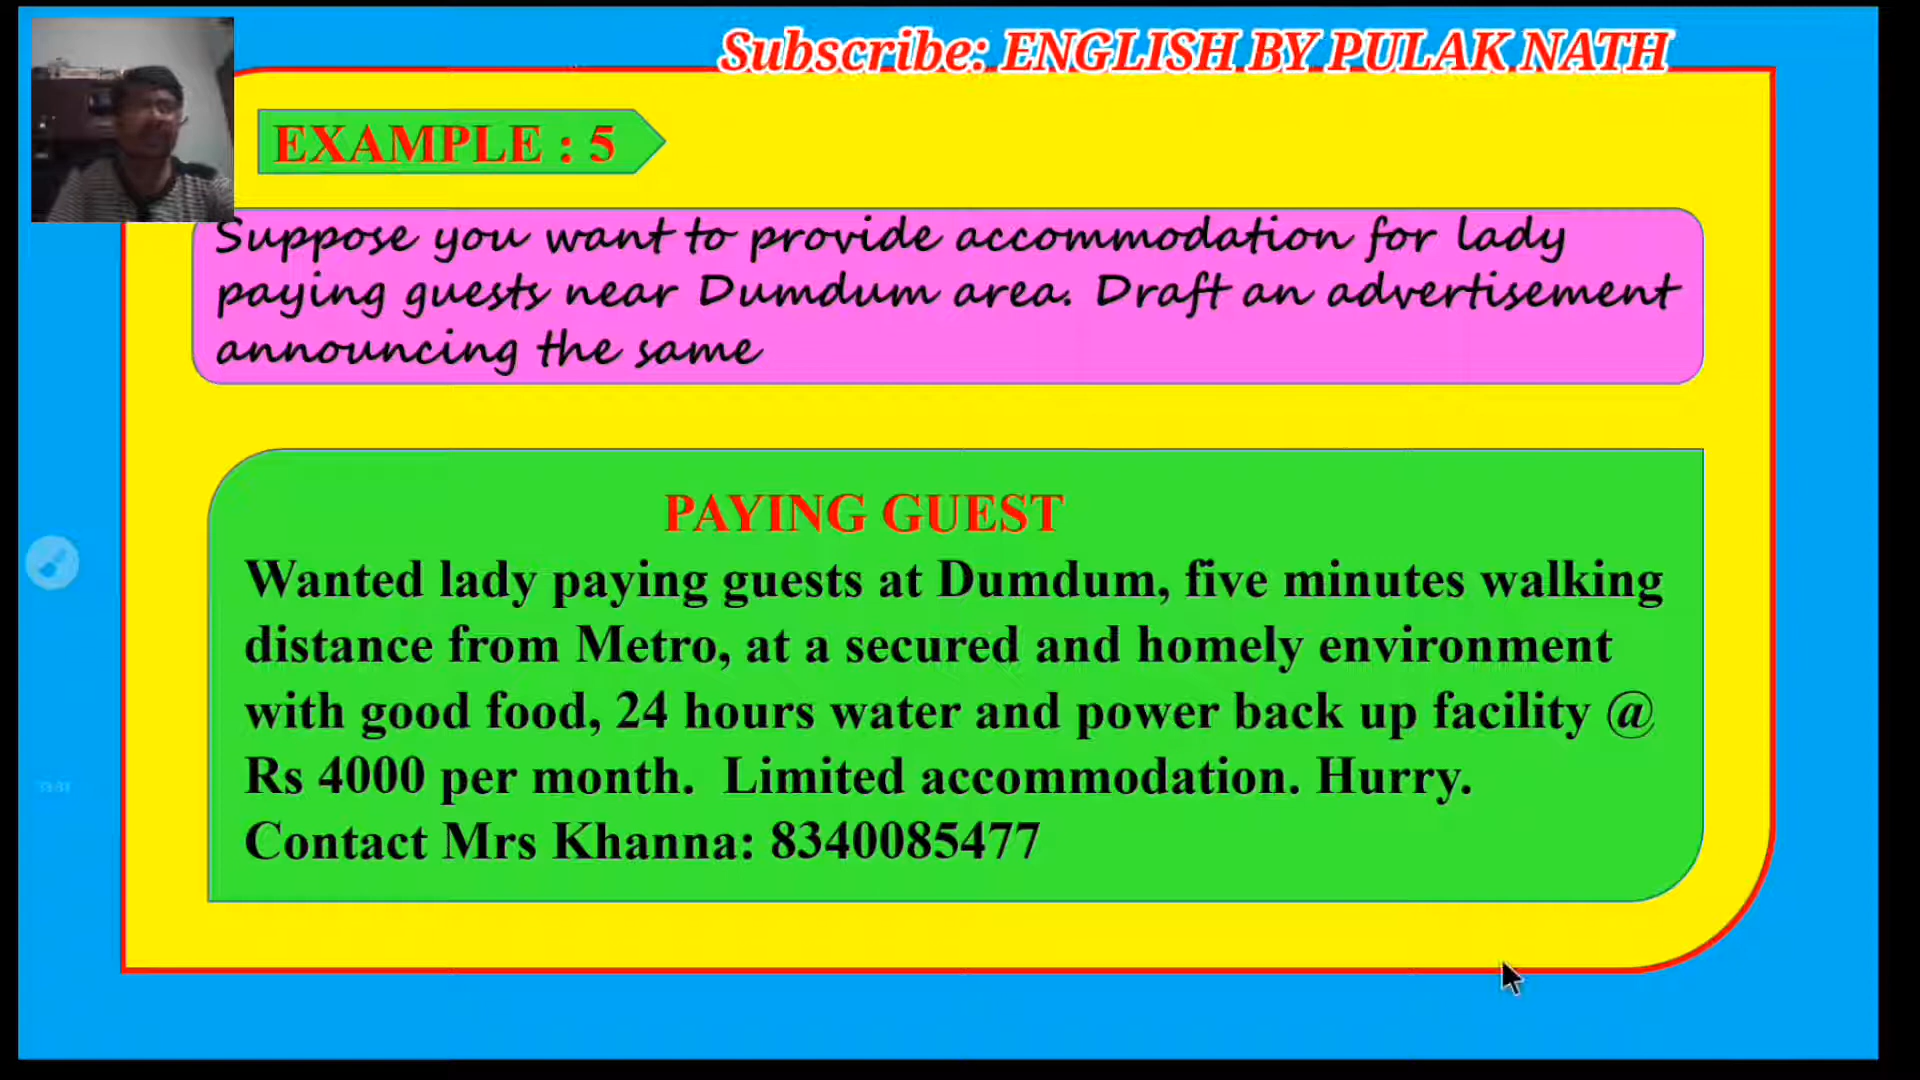 Subscribe: ENGLISH BY PULAK NATH
EXAMPLE : 5
Suppose you want to provide accommodation for lady
paying guests near Dumdum area. Draft an advertisement
announcing the same
PAYING GUEST
Wanted lady paying guests at Dumdum, five minutes walking
distance from Metro, at a secured and homely environment
with good food, 24 hours water and power back up facility @
Rs 4000 per month. Limited accommodation. Hurry.
Contact Mrs Khanna: 8340085477